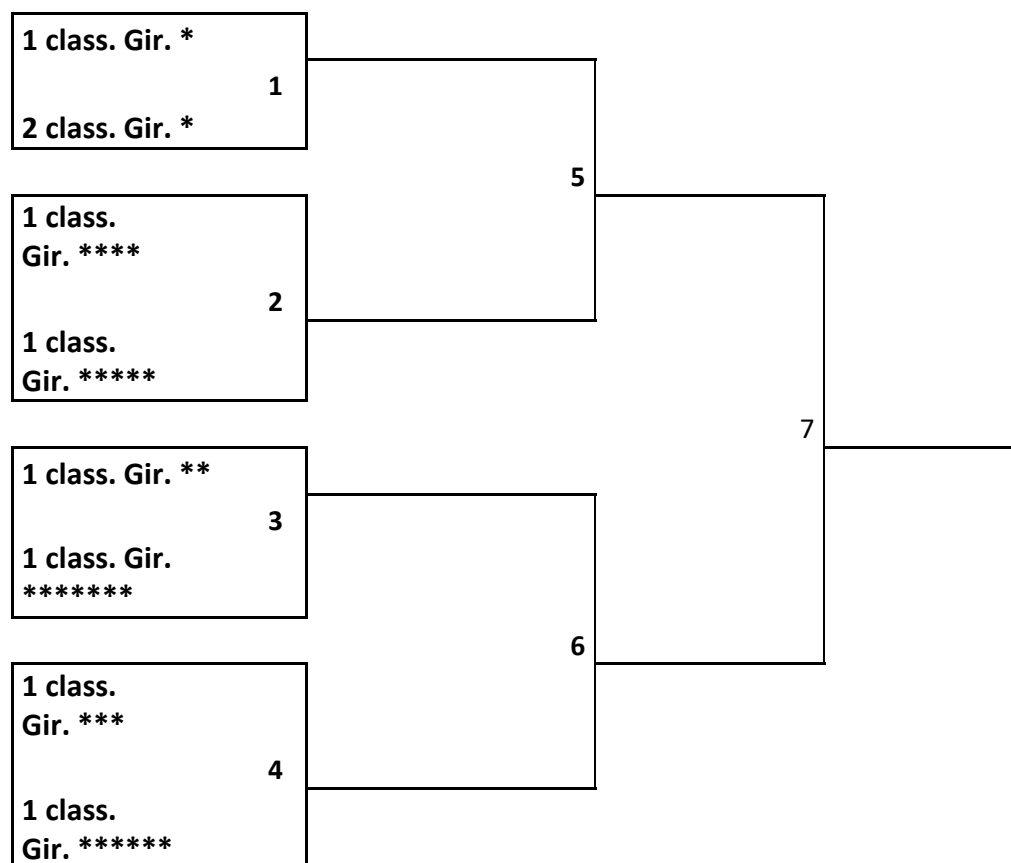 1 class. Gir. *
1
2 class. Gir. *
5
1 class.
Gir. ****
2
1 class.
Gir. *****
7
1 class. Gir. **
3
1 class. Gir.
*******
6
1 class.
Gir. ***
4
1 class.
Gir. ******